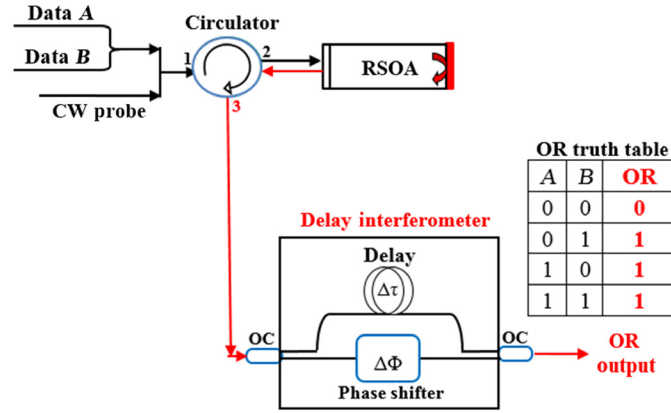 Data A
Circulator
Data B
1
2
RSOA
CW probe
3
OR truth table
A B OR
0 0 0
0 1 1
1 0 1
1 1 1
Delay interferometer
Delay
Δτ
OC
OC
ΔΦ
Phase shifter
OR
output